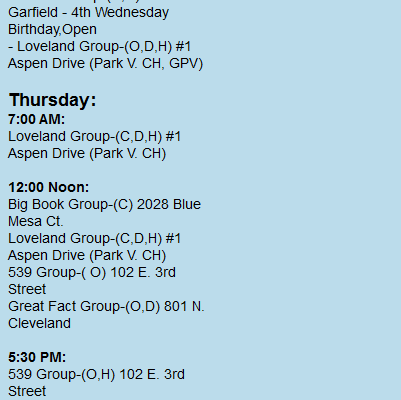 Garfield - 4th Wednesday
Birthday,Open
- Loveland Group-(O,D,H) #1
Aspen Drive (Park V. CH, GPV)
Thursday:
7:00 AM:
Loveland Group-(C,D,H) #1
Aspen Drive (Park V. CH)
12:00 Noon:
Big Book Group-(C) 2028 Blue
Mesa Ct.
Loveland Group-(C,D,H) #1
Aspen Drive (Park V. CH)
539 Group-( O) 102 E. 3rd
Street
Great Fact Group-(O,D) 801 N.
Cleveland
5:30 PM:
539 Group-(O,H) 102 E. 3rd
Street